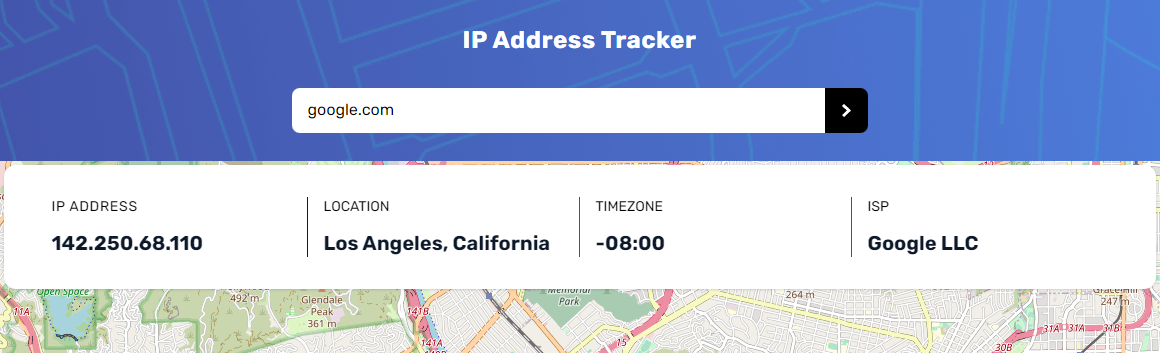 IP Address Tracker
google.com
IP ADDRESS
LOCATION
TIMEZONE
ISP
142.250.68.110
Los Angeles, California
-08:00
Google LLC
Open Space
492 m
Glendale
Peak
361 m
11A
141B
141A
Memorial
Park
15
264 m
247 m
31A
31A
31B
30B